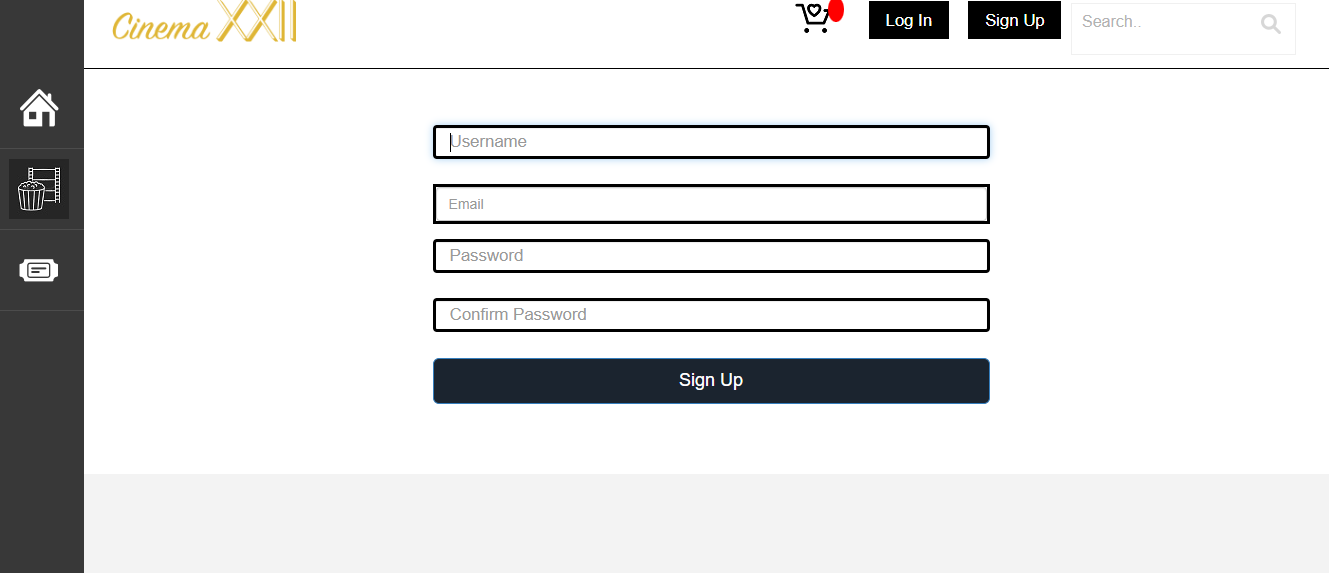 Cinema XXII
Log In
Sign Up
Search..
Username
Email
Password
Confirm Password
Sign Up